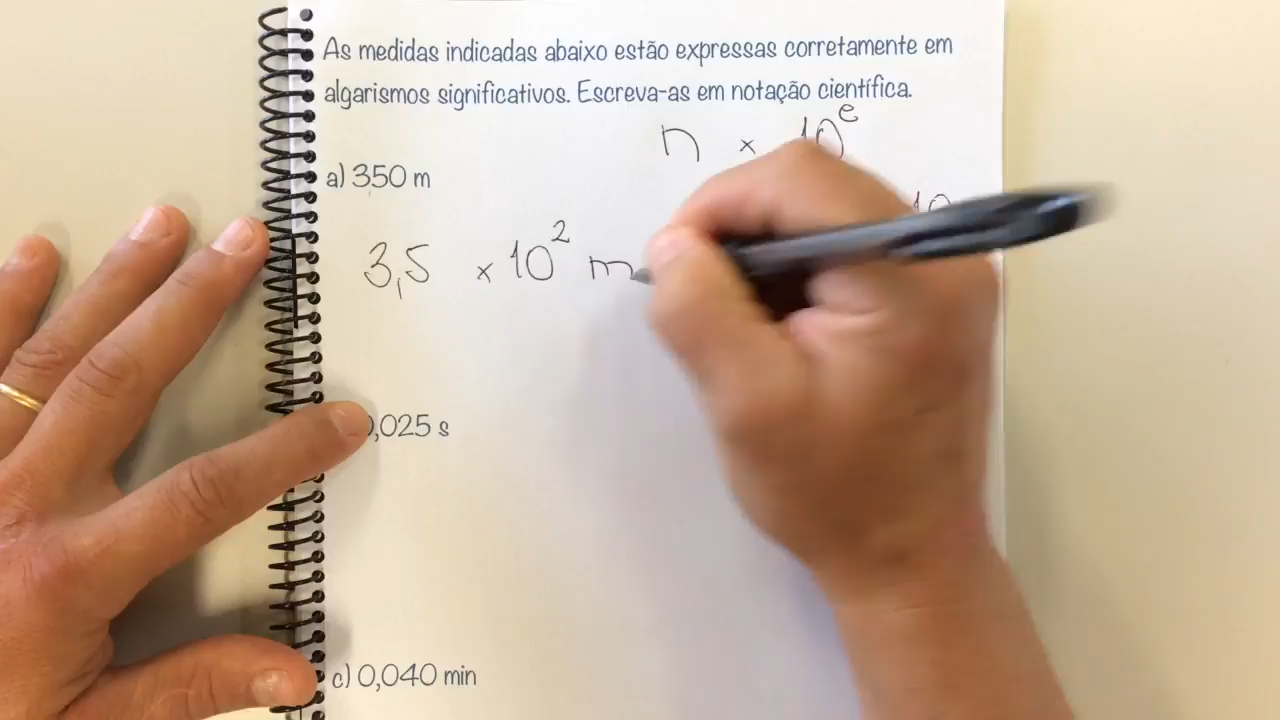 As medidas indicadas abaixo estão expressas corretamente em
algarismos significativos. Escreva-as em notação científica.
n × 10^e
a) 350 m
10
3,5 × 10² m
0,025 s
c) 0,040 min